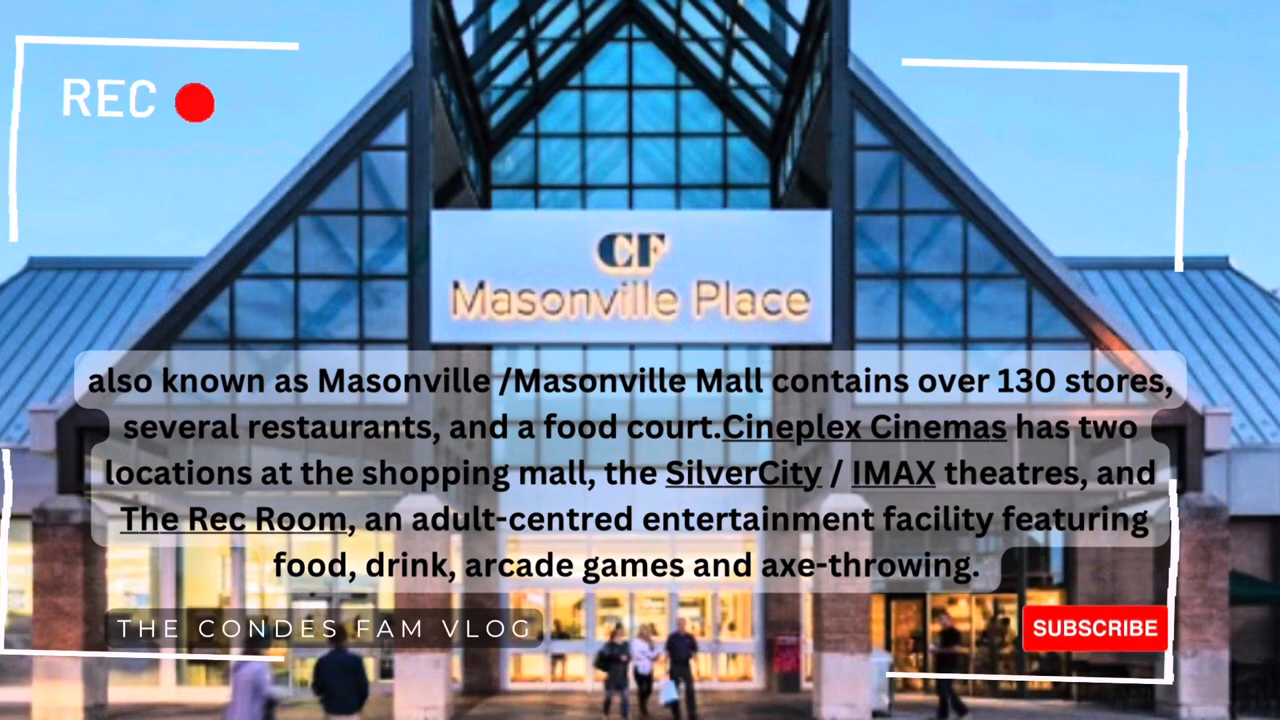 REC
CF
Masonville Place
also known as Masonville /Masonville Mall contains over 130 stores,
several restaurants, and a food court.Cineplex Cinemas has two
locations at the shopping mall, the SilverCity / IMAX theatres, and
The Rec Room, an adult-centred entertainment facility featuring
food, drink, arcade games and axe-throwing.
THE CONDES FAM VLOG
SUBSCRIBE